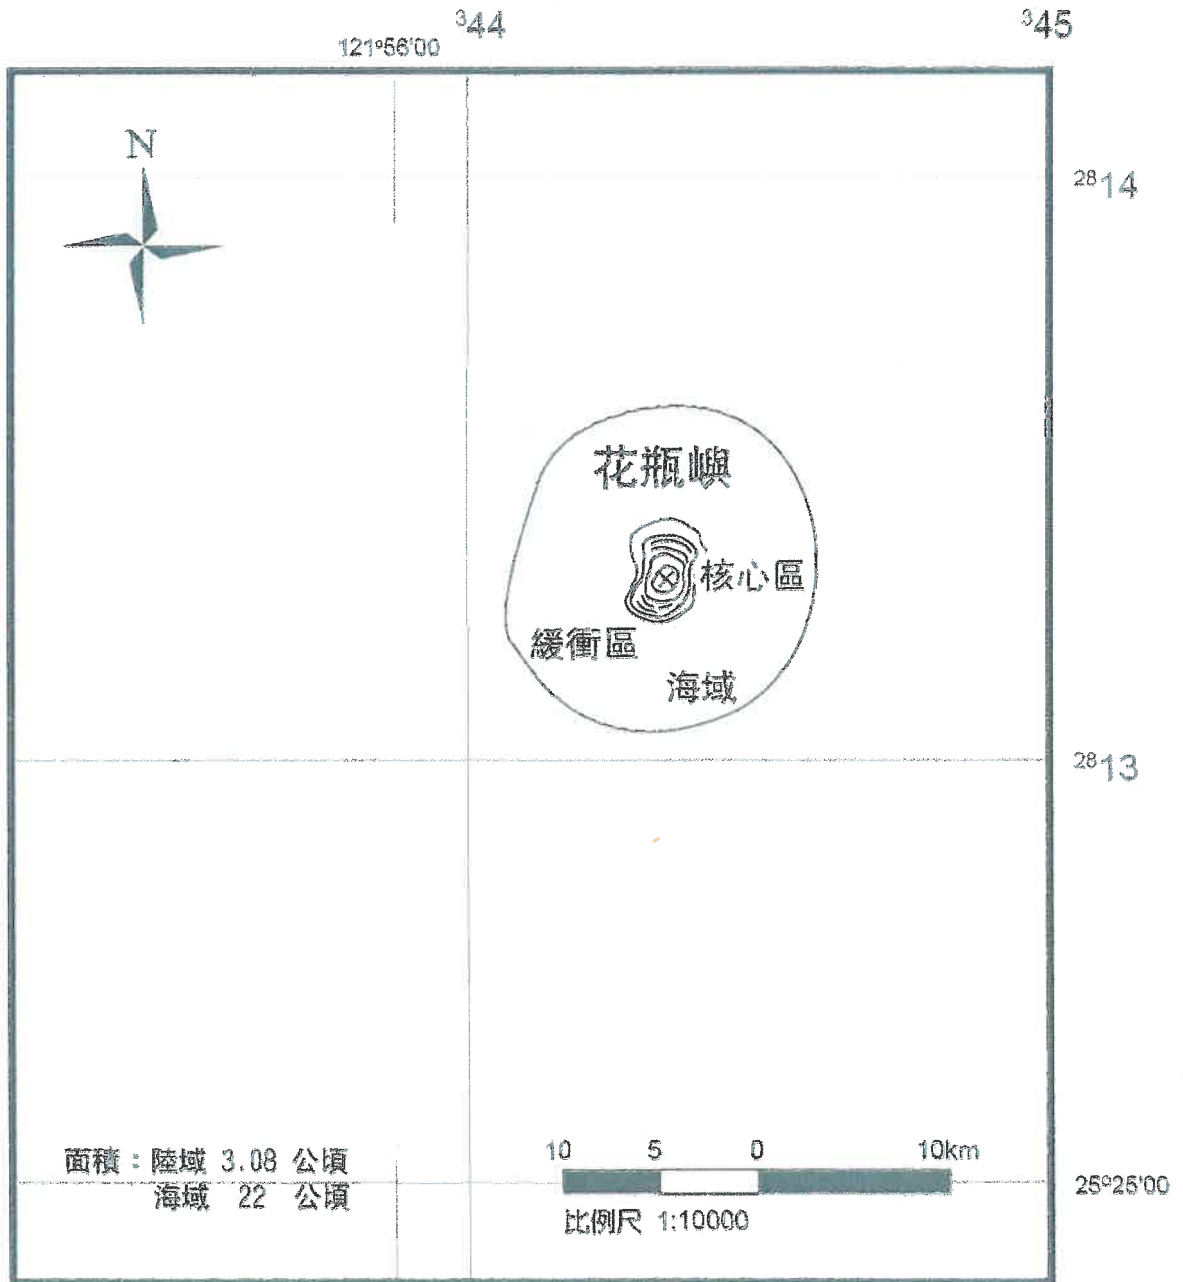 ³44
³45
121°56'00
N
²⁸14
花瓶嶼
核心區
緩衝區
海域
²⁸13
面積：陸域 3.08 公頃
海域 22 公頃
10 5 0 10km
比例尺 1:10000
25°25'00